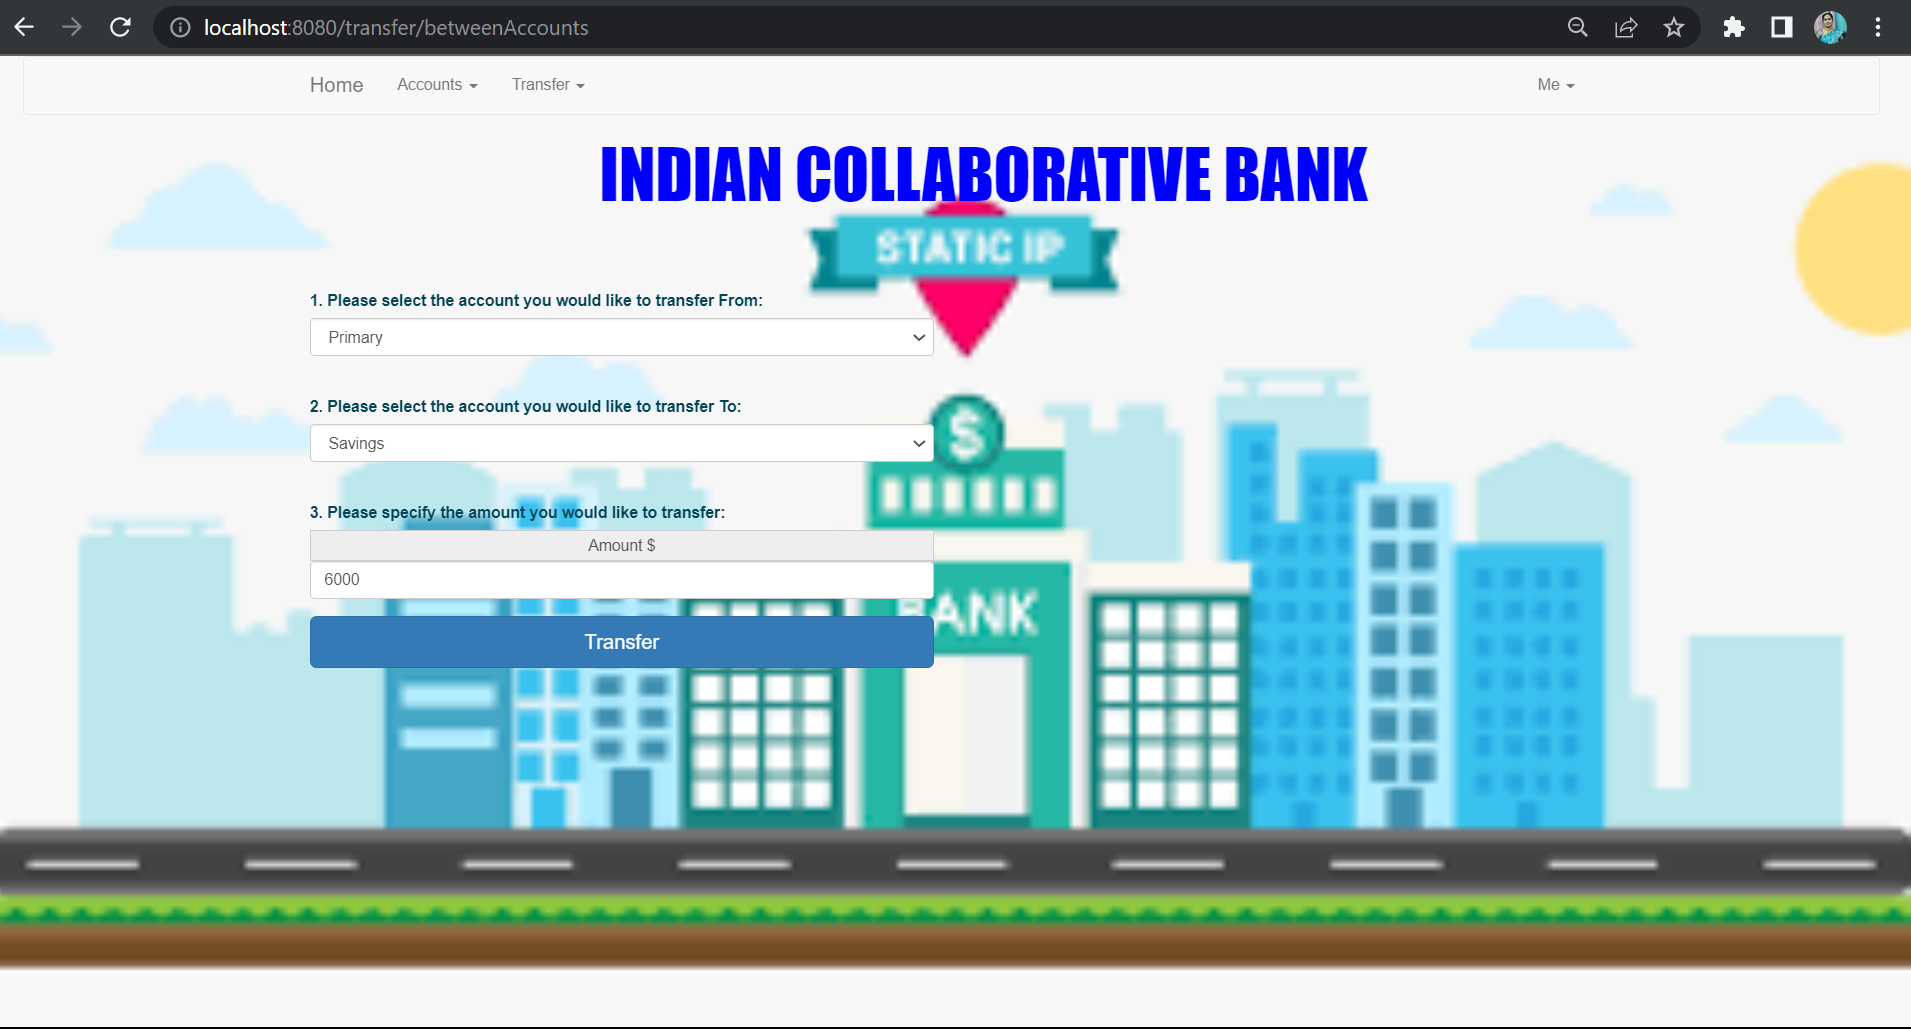 localhost:8080/transfer/betweenAccounts
Home Accounts Transfer Me
INDIAN COLLABORATIVE BANK
STATIC IP
1. Please select the account you would like to transfer From:
Primary
2. Please select the account you would like to transfer To:
Savings
$
3. Please specify the amount you would like to transfer:
Amount $
6000
BANK
Transfer